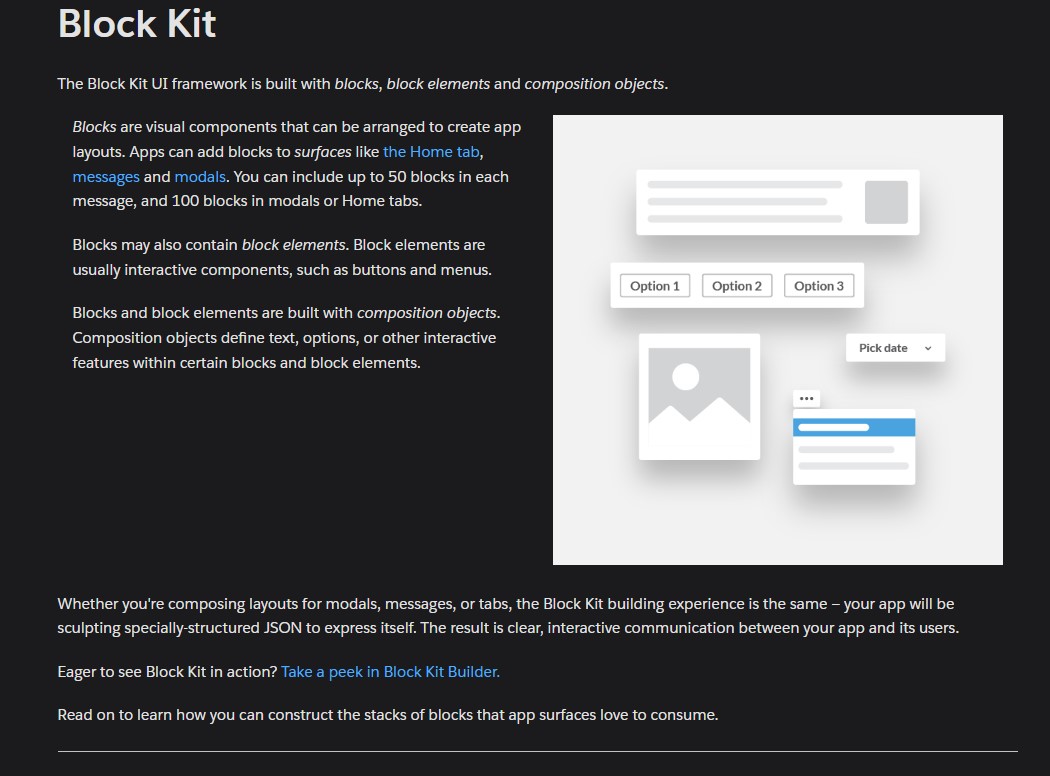 Block Kit
The Block Kit UI framework is built with blocks, block elements and composition objects.
Blocks are visual components that can be arranged to create app
layouts. Apps can add blocks to surfaces like the Home tab,
messages and modals. You can include up to 50 blocks in each
message, and 100 blocks in modals or Home tabs.
Blocks may also contain block elements. Block elements are
usually interactive components, such as buttons and menus.
Blocks and block elements are built with composition objects.
Composition objects define text, options, or other interactive
features within certain blocks and block elements.
Option 1 Option 2 Option 3
Pick date
Whether you're composing layouts for modals, messages, or tabs, the Block Kit building experience is the same – your app will be
sculpting specially-structured JSON to express itself. The result is clear, interactive communication between your app and its users.
Eager to see Block Kit in action? Take a peek in Block Kit Builder.
Read on to learn how you can construct the stacks of blocks that app surfaces love to consume.